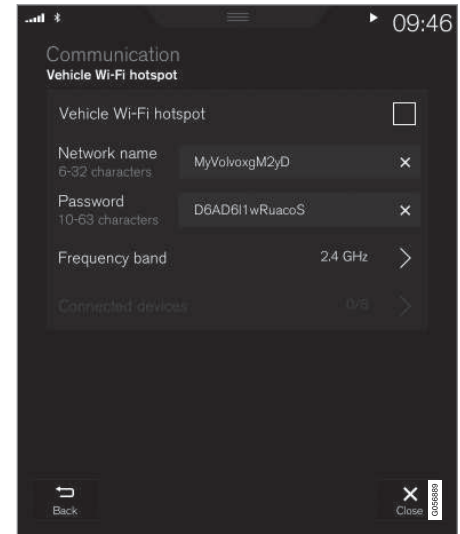 09:46
Communication
Vehicle Wi-Fi hotspot
Vehicle Wi-Fi hotspot
Network name
6-32 characters
MyVolvoxgM2yD
Password
10-63 characters
D6AD6I1wRuacoS
Frequency band
2.4 GHz
Connected devices
0/8
Back
Close
G056889